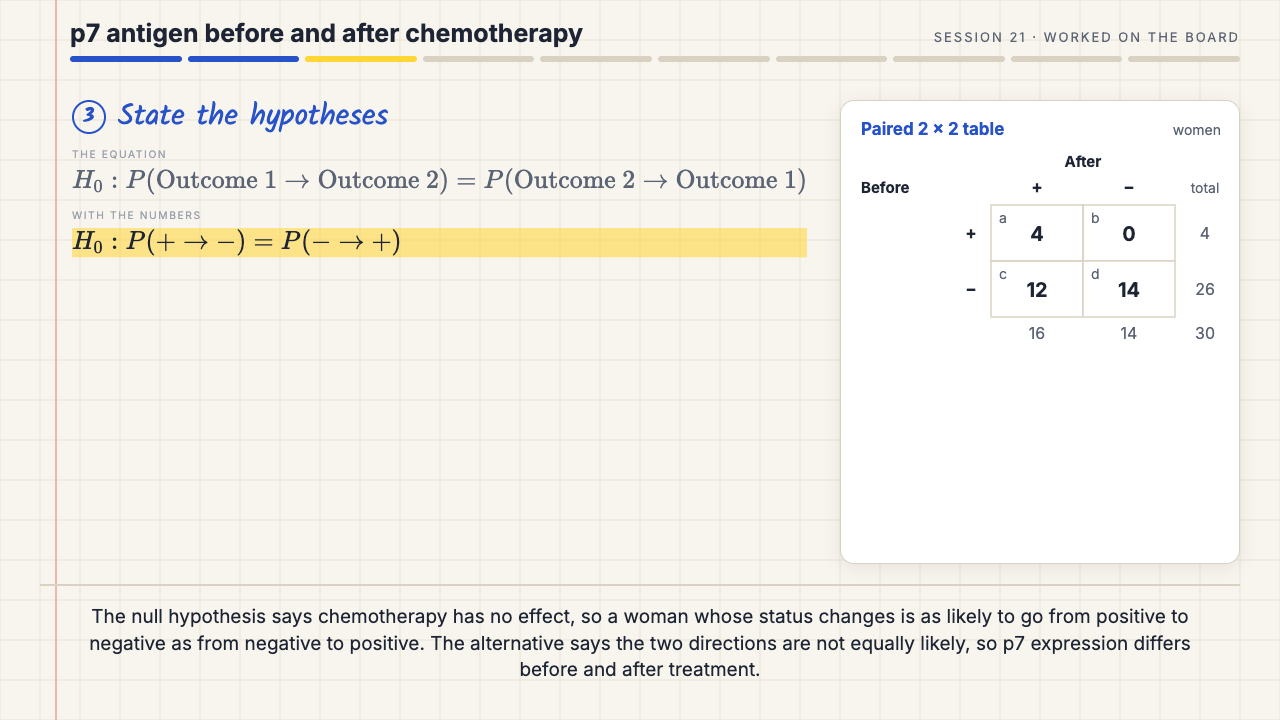 p7 antigen before and after chemotherapy
SESSION 21 · WORKED ON THE BOARD
3 State the hypotheses
THE EQUATION
H₀ : P(Outcome 1 → Outcome 2) = P(Outcome 2 → Outcome 1)
WITH THE NUMBERS
H₀ : P(+ → −) = P(− → +)
Paired 2 × 2 table women
After
Before + − total
+ a 4 b 0 4
− c 12 d 14 26
16 14 30
The null hypothesis says chemotherapy has no effect, so a woman whose status changes is as likely to go from positive to
negative as from negative to positive. The alternative says the two directions are not equally likely, so p7 expression differs
before and after treatment.